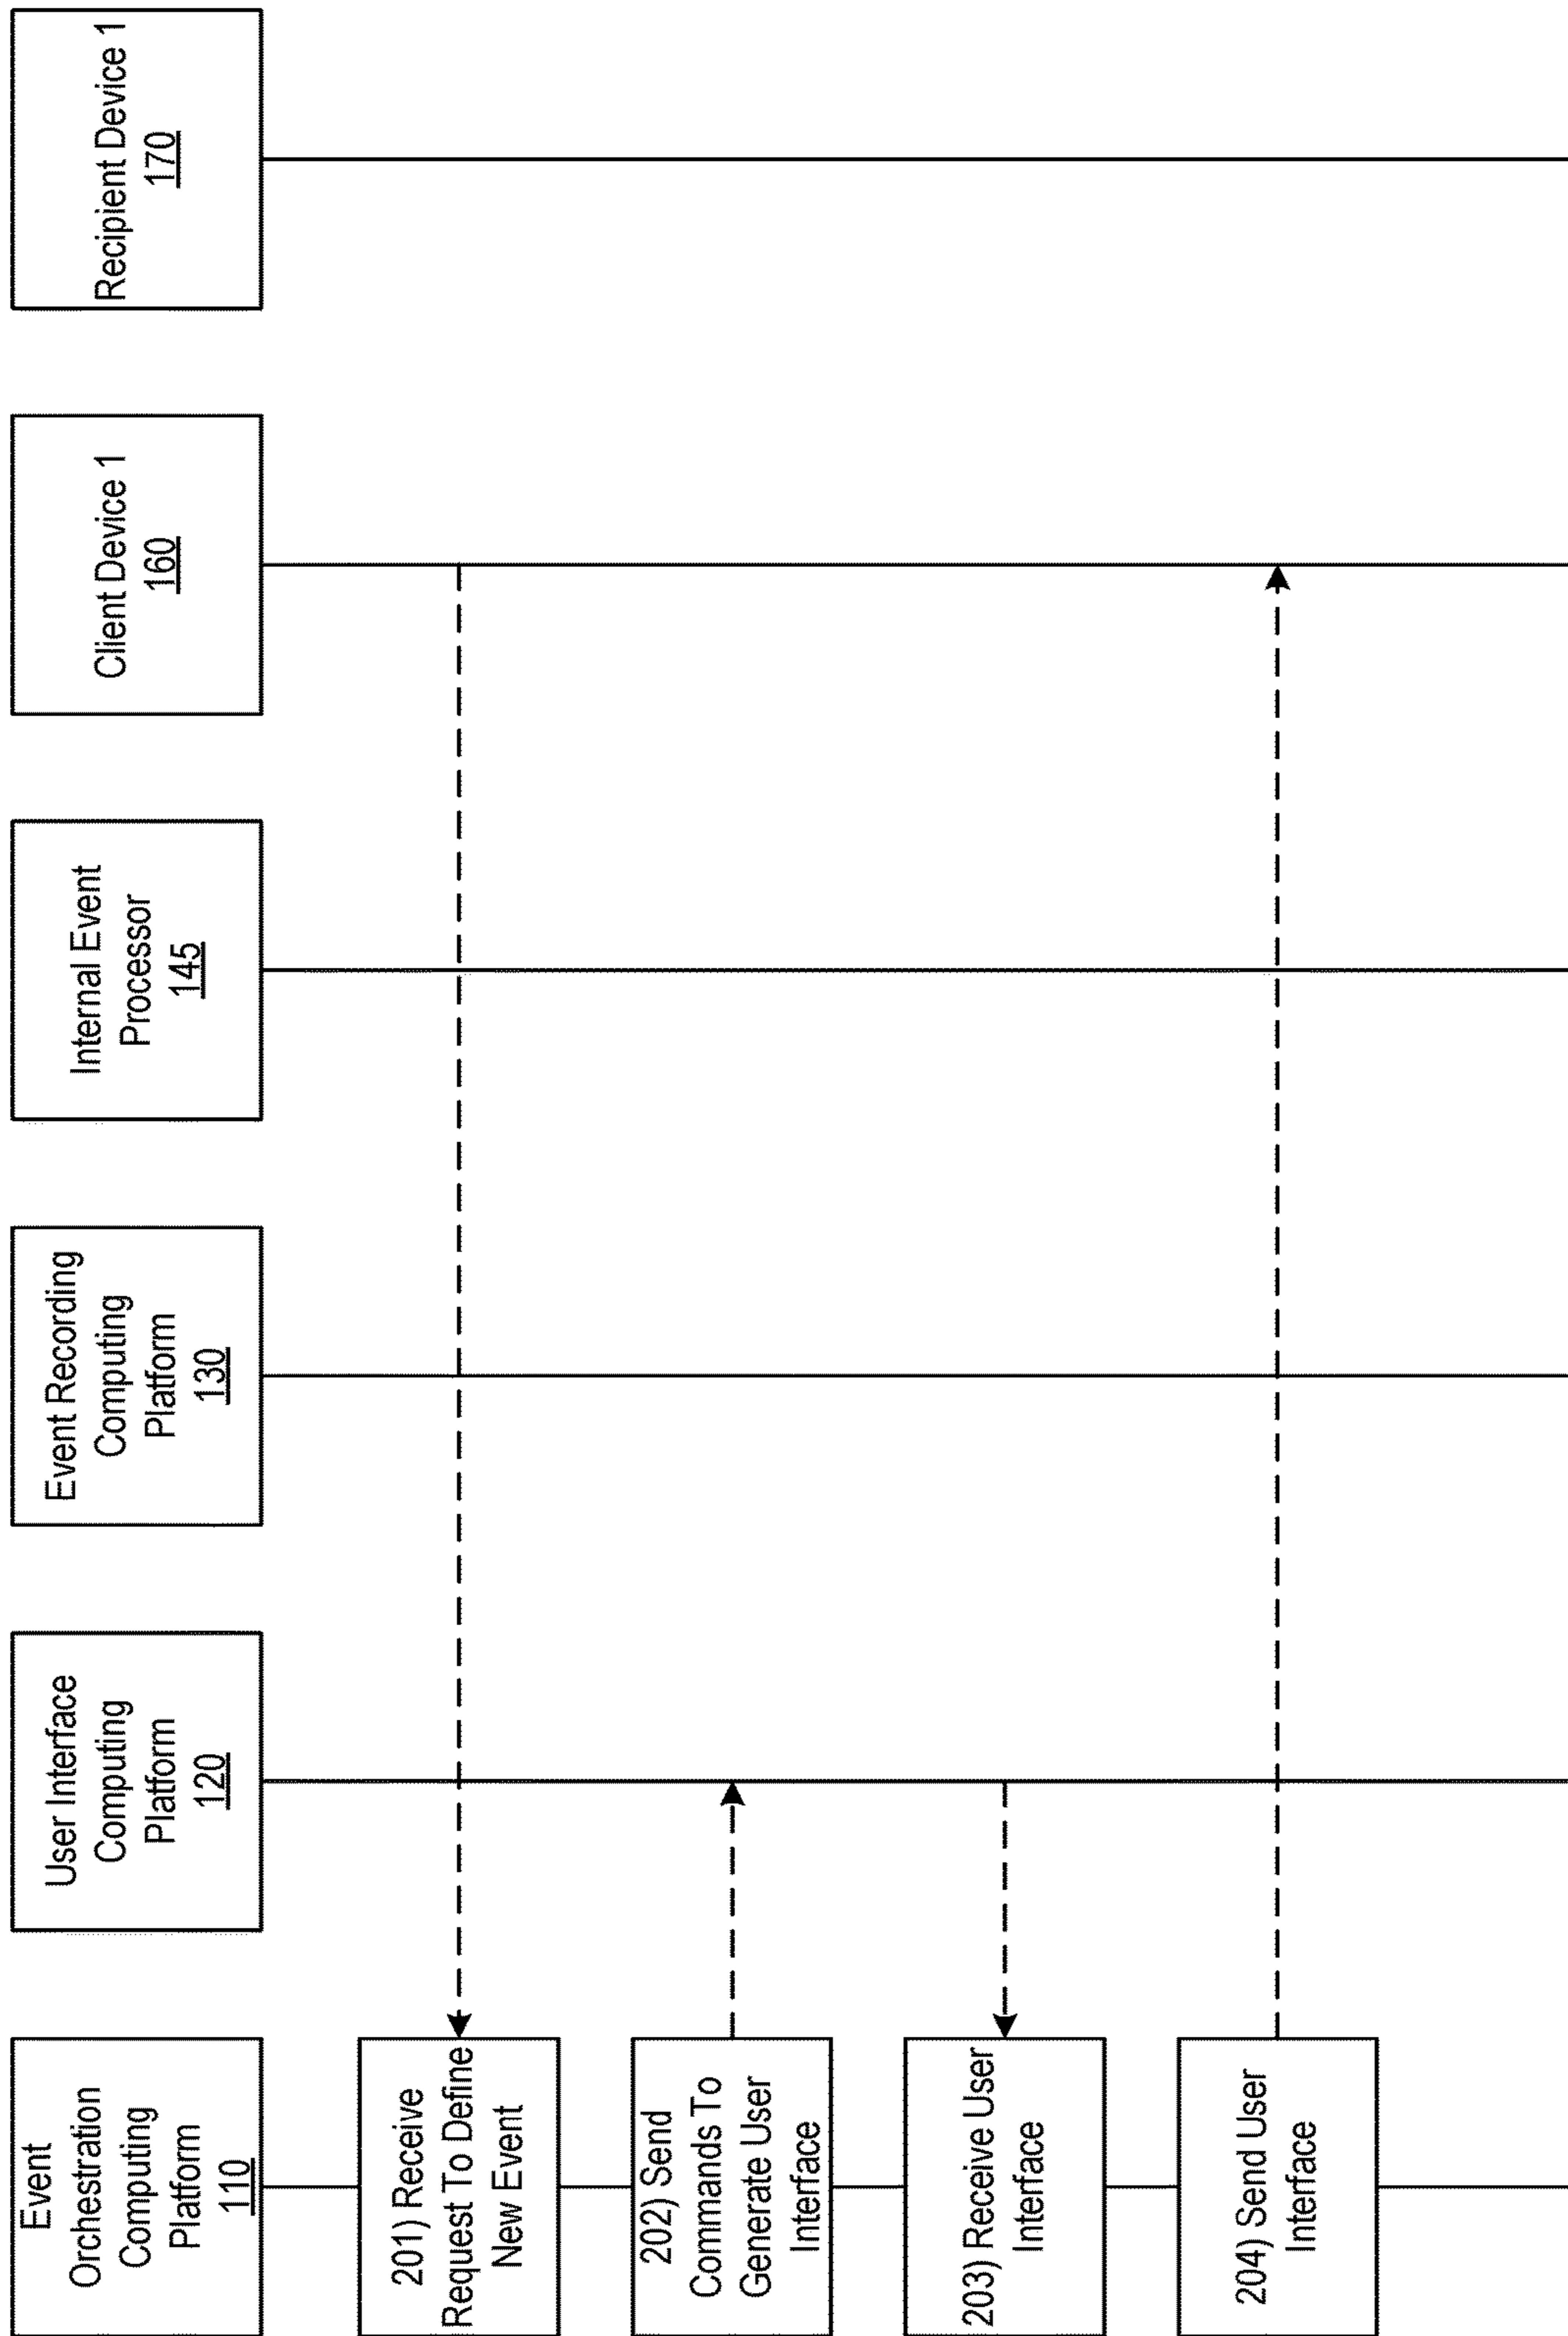 Event
Orchestration
Computing
Platform
110
User Interface
Computing
Platform
120
Event Recording
Computing
Platform
130
Internal Event
Processor
145
Client Device 1
160
Recipient Device 1
170
201) Receive
Request To Define
New Event
202) Send
Commands To
Generate User
Interface
203) Receive User
Interface
204) Send User
Interface